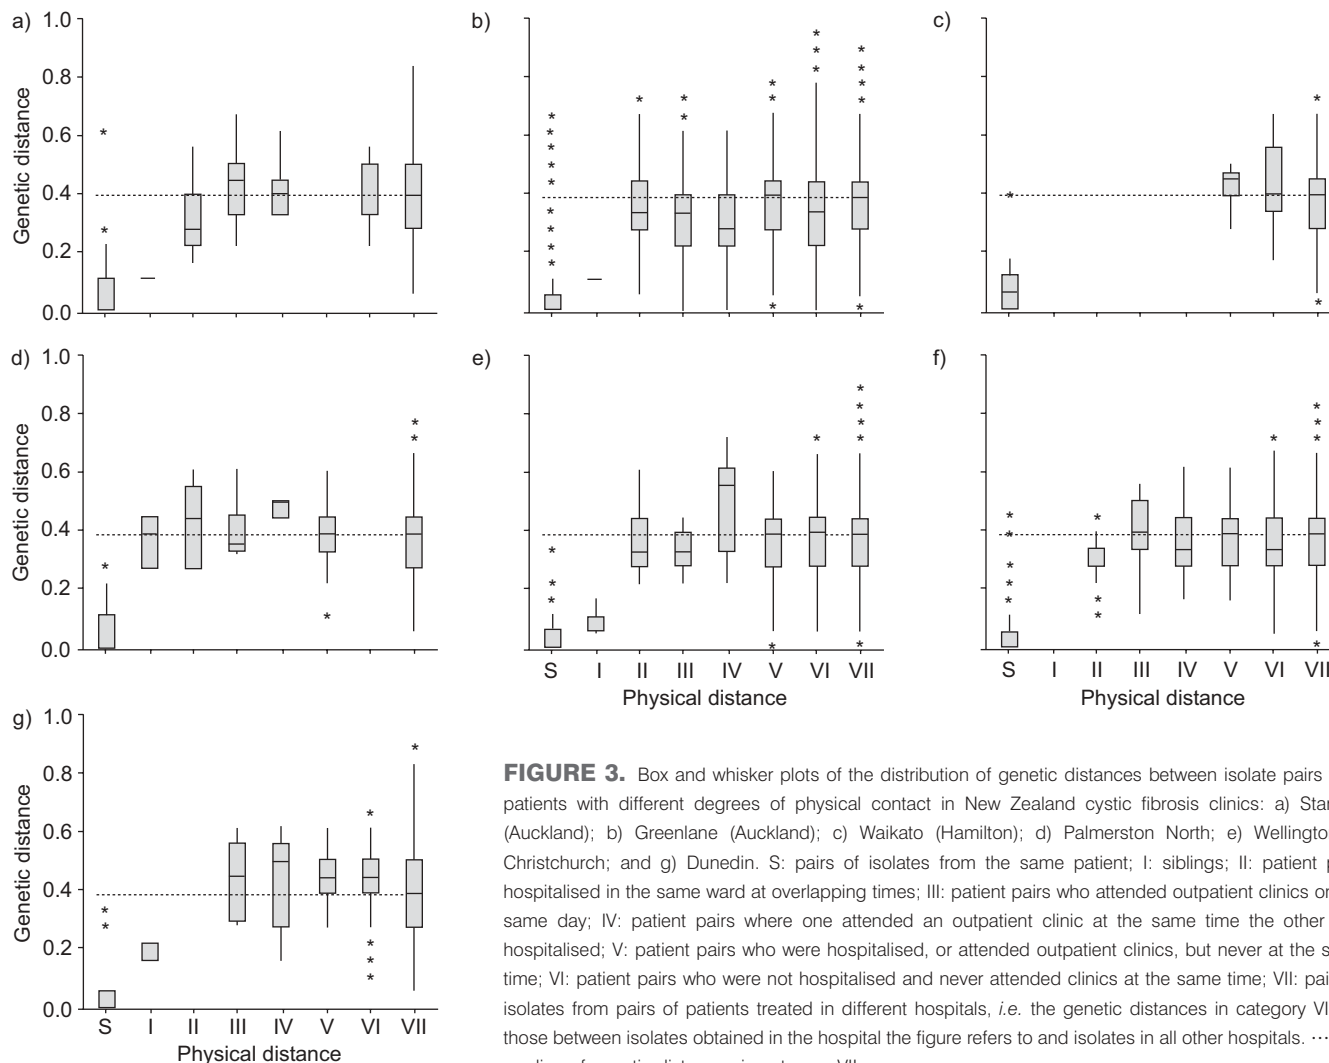 a) 1.0
0.8
0.6
0.4
0.2
0.0
Genetic distance
b)
c)
d) 1.0
0.8
0.6
0.4
0.2
0.0
Genetic distance
e)
S I II III IV V VI VII
Physical distance
f)
S I II III IV V VI VII
Physical distance
g) 1.0
0.8
0.6
0.4
0.2
0.0
Genetic distance
S I II III IV V VI VII
Physical distance
FIGURE 3. Box and whisker plots of the distribution of genetic distances between isolate pairs
patients with different degrees of physical contact in New Zealand cystic fibrosis clinics: a) Star
(Auckland); b) Greenlane (Auckland); c) Waikato (Hamilton); d) Palmerston North; e) Wellingto
Christchurch; and g) Dunedin. S: pairs of isolates from the same patient; I: siblings; II: patient p
hospitalised in the same ward at overlapping times; III: patient pairs who attended outpatient clinics or
same day; IV: patient pairs where one attended an outpatient clinic at the same time the other
hospitalised; V: patient pairs who were hospitalised, or attended outpatient clinics, but never at the s
time; VI: patient pairs who were not hospitalised and never attended clinics at the same time; VII: pai
isolates from pairs of patients treated in different hospitals, i.e. the genetic distances in category VI
those between isolates obtained in the hospital the figure refers to and isolates in all other hospitals. ···